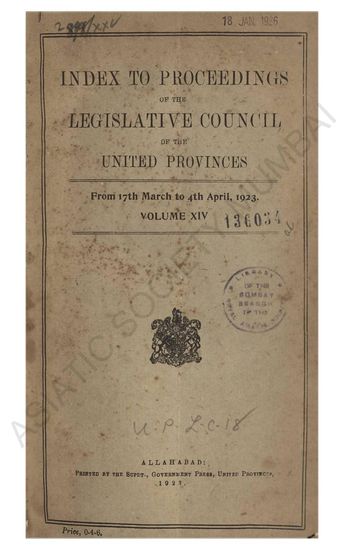 18 JAN. 1926
INDEX TO PROCEEDINGS
OF THE
LEGISLATIVE COUNCIL
OF THE
UNITED PROVINCES
From 17th March to 4th April, 1923.
VOLUME XIV
136034
LIBRARY
OF THE
BOMBAY
BRANCH
OF THE
ROYAL ASIATIC
U.P. L.C.18
ALLAHABAD:
PRINTED BY THE SUPDT., GOVERNMENT PRESS, UNITED PROVINCES,
1923.
Price, 0-4-6.
ASIATIC SOCIETY MUMBAI